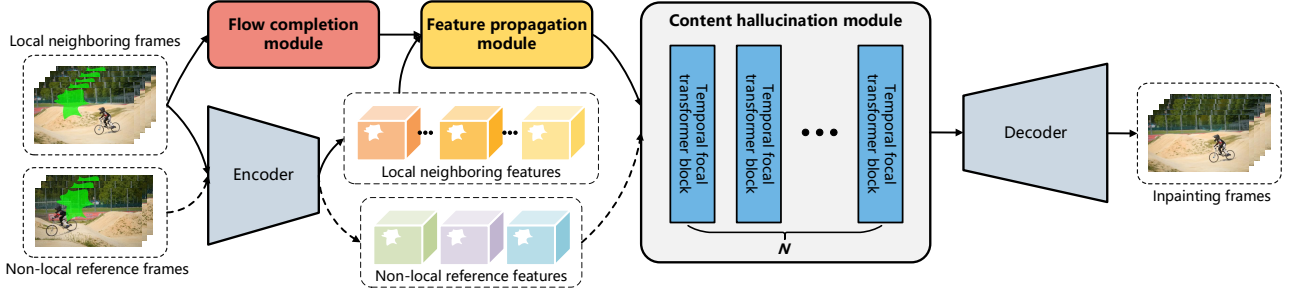 Local neighboring frames
Non-local reference frames
Flow completion
module
Encoder
Feature propagation
module
Local neighboring features
Non-local reference features
Content hallucination module
Temporal focal
transformer block
Temporal focal
transformer block
Temporal focal
transformer block
N
Decoder
Inpainting frames